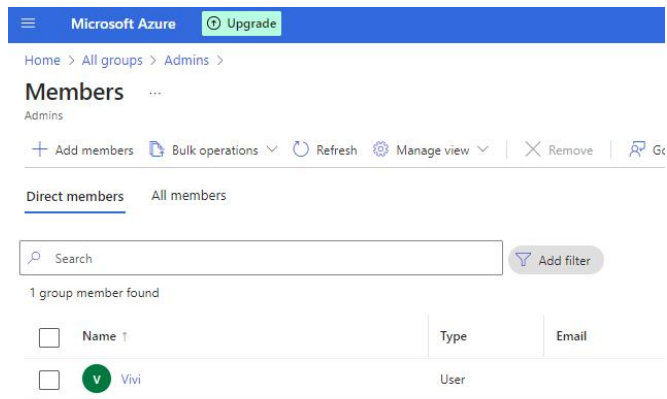 Microsoft Azure Upgrade
Home > All groups > Admins >
Members ...
Admins
Add members Bulk operations Refresh Manage view Remove
Direct members All members
Search Add filter
1 group member found
Name ↑ Type Email
V Vivi User